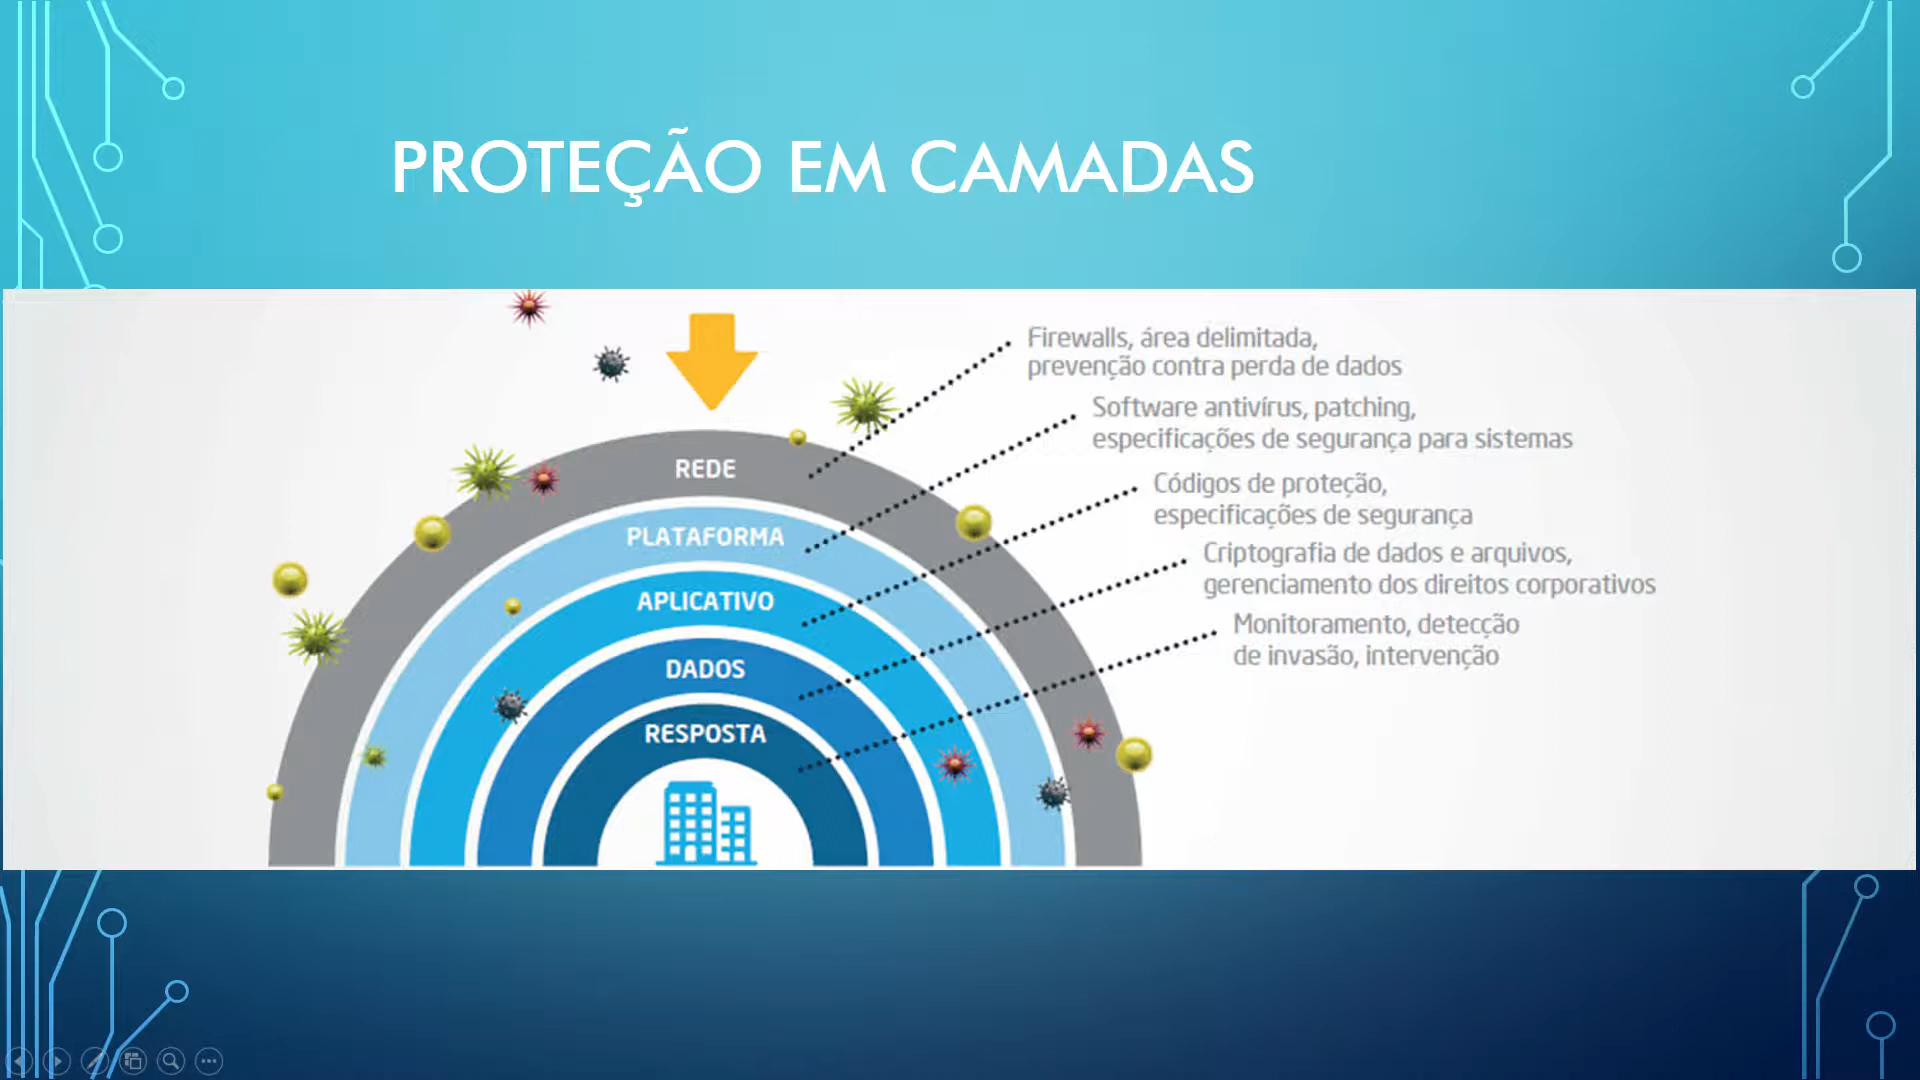 PROTEÇÃO EM CAMADAS
Firewalls, área delimitada,
prevenção contra perda de dados
Software antivírus, patching,
especificações de segurança para sistemas
Códigos de proteção,
especificações de segurança
Criptografia de dados e arquivos,
gerenciamento dos direitos corporativos
Monitoramento, detecção
de invasão, intervenção
REDE
PLATAFORMA
APLICATIVO
DADOS
RESPOSTA